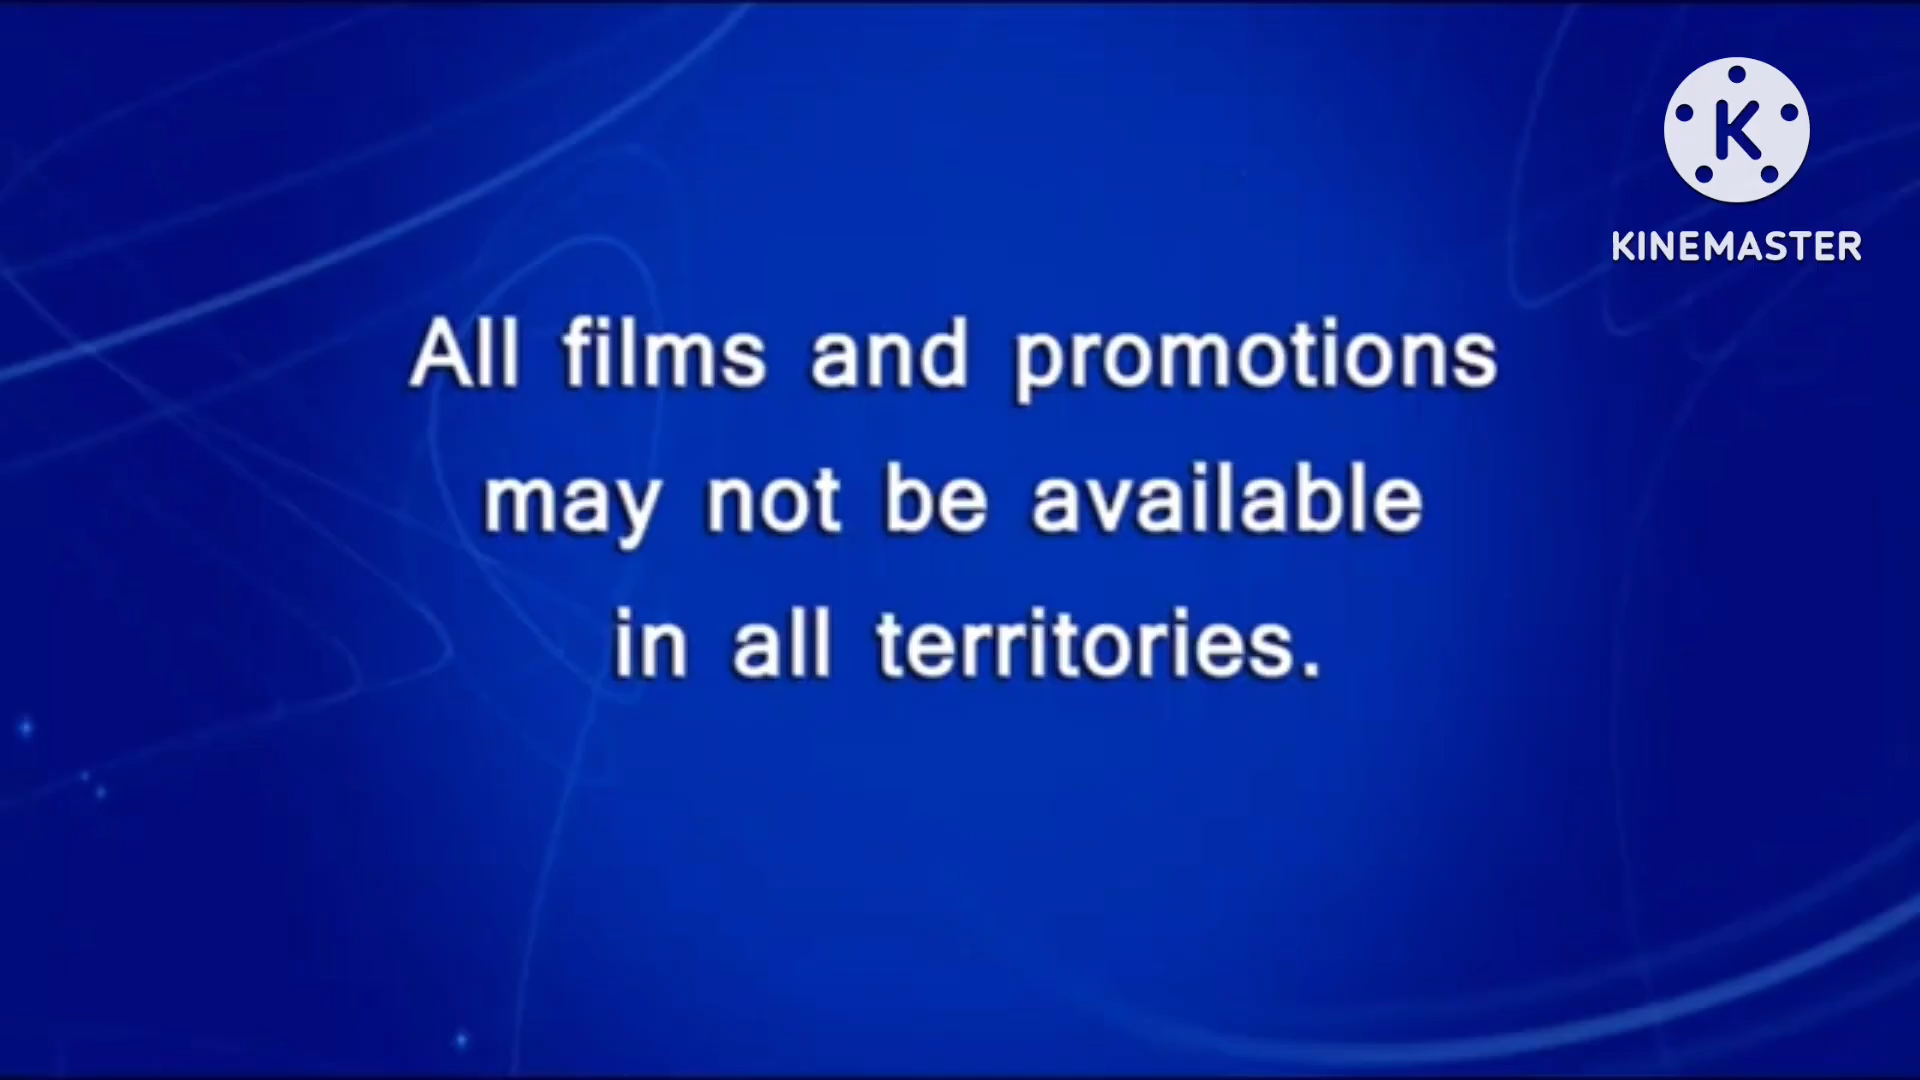 K
KINEMASTER
All films and promotions
may not be available
in all territories.